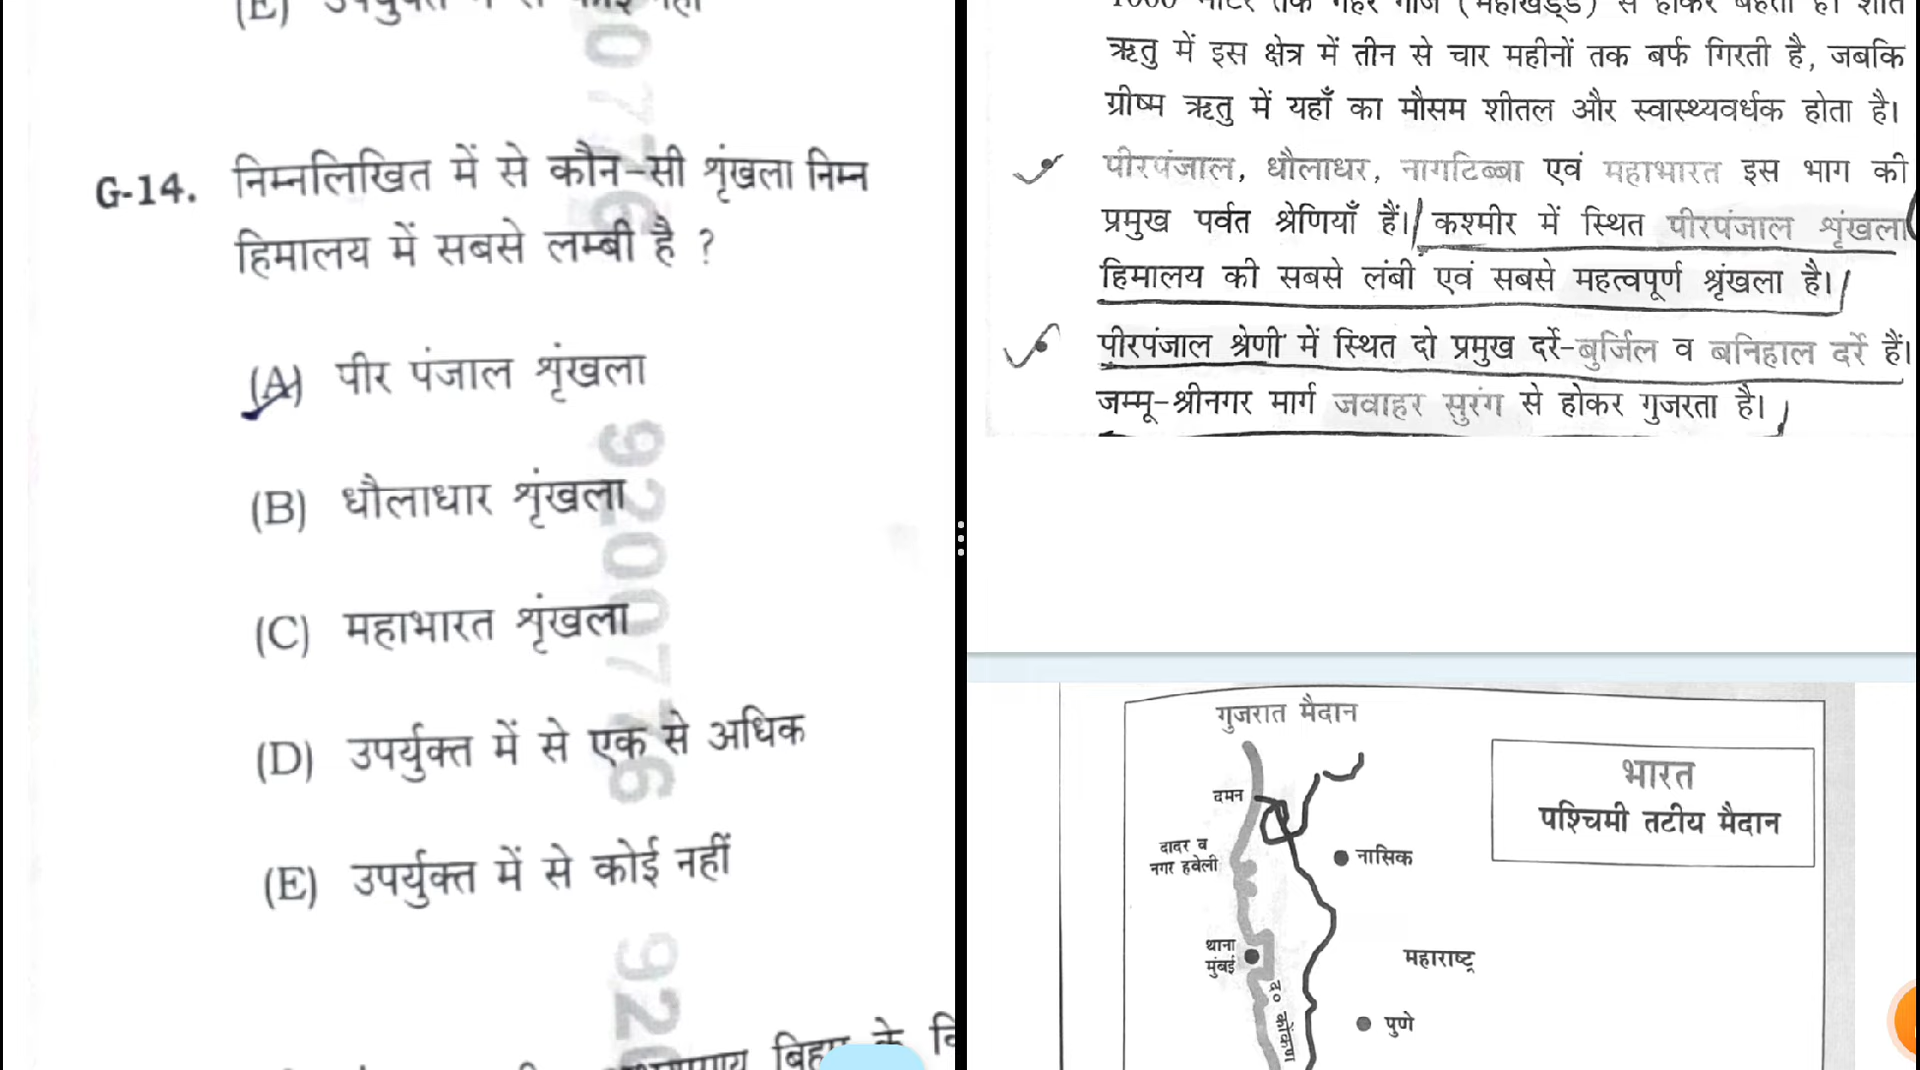 G-14. निम्नलिखित में से कौन-सी शृंखला निम्न
हिमालय में सबसे लम्बी है ?
(A) पीर पंजाल शृंखला
(B) धौलाधार शृंखला
(C) महाभारत शृंखला
(D) उपर्युक्त में से एक से अधिक
(E) उपर्युक्त में से कोई नहीं
ऋतु में इस क्षेत्र में तीन से चार महीनों तक बर्फ गिरती है, जबकि
ग्रीष्म ऋतु में यहाँ का मौसम शीतल और स्वास्थ्यवर्धक होता है।
पीरपंजाल, धौलाधर, नागटिब्बा एवं महाभारत इस भाग की
प्रमुख पर्वत श्रेणियाँ हैं। कश्मीर में स्थित पीरपंजाल शृंखला
हिमालय की सबसे लंबी एवं सबसे महत्वपूर्ण श्रृंखला है।
पीरपंजाल श्रेणी में स्थित दो प्रमुख दर्रे-बुर्जिल व बनिहाल दर्रे हैं।
जम्मू-श्रीनगर मार्ग जवाहर सुरंग से होकर गुजरता है।
गुजरात मैदान
भारत
पश्चिमी तटीय मैदान
दमन
दादर व
नगर हवेली
नासिक
थाना
मुंबई
महाराष्ट्र
द० कोंकण
पुणे